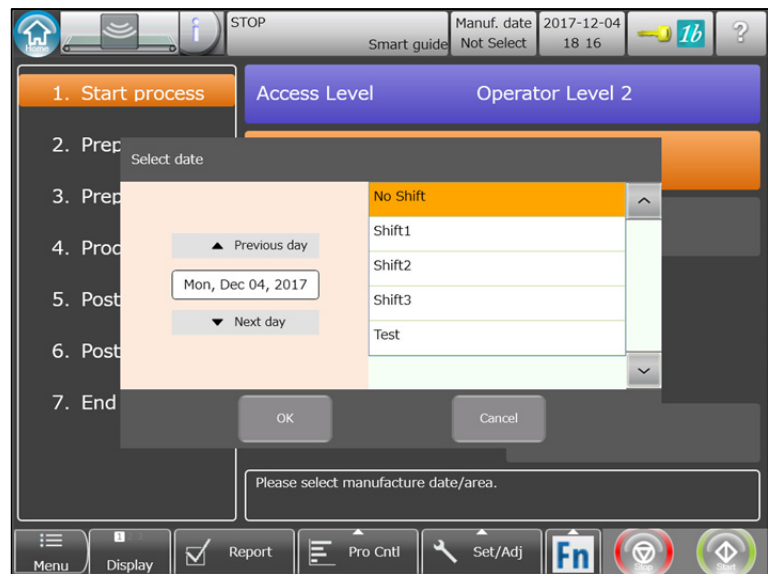 STOP
Smart guide
Manuf. date
Not Select
2017-12-04
18 16
1b
?
Home
i
1. Start process
2. Prep
3. Prep
4. Proc
5. Post
6. Post
7. End
Access Level Operator Level 2
Select date
Previous day
Mon, Dec 04, 2017
Next day
No Shift
Shift1
Shift2
Shift3
Test
OK
Cancel
Please select manufacture date/area.
Menu
1 2 3
Display
Report
Pro Cntl
Set/Adj
Fn
Stop
Start